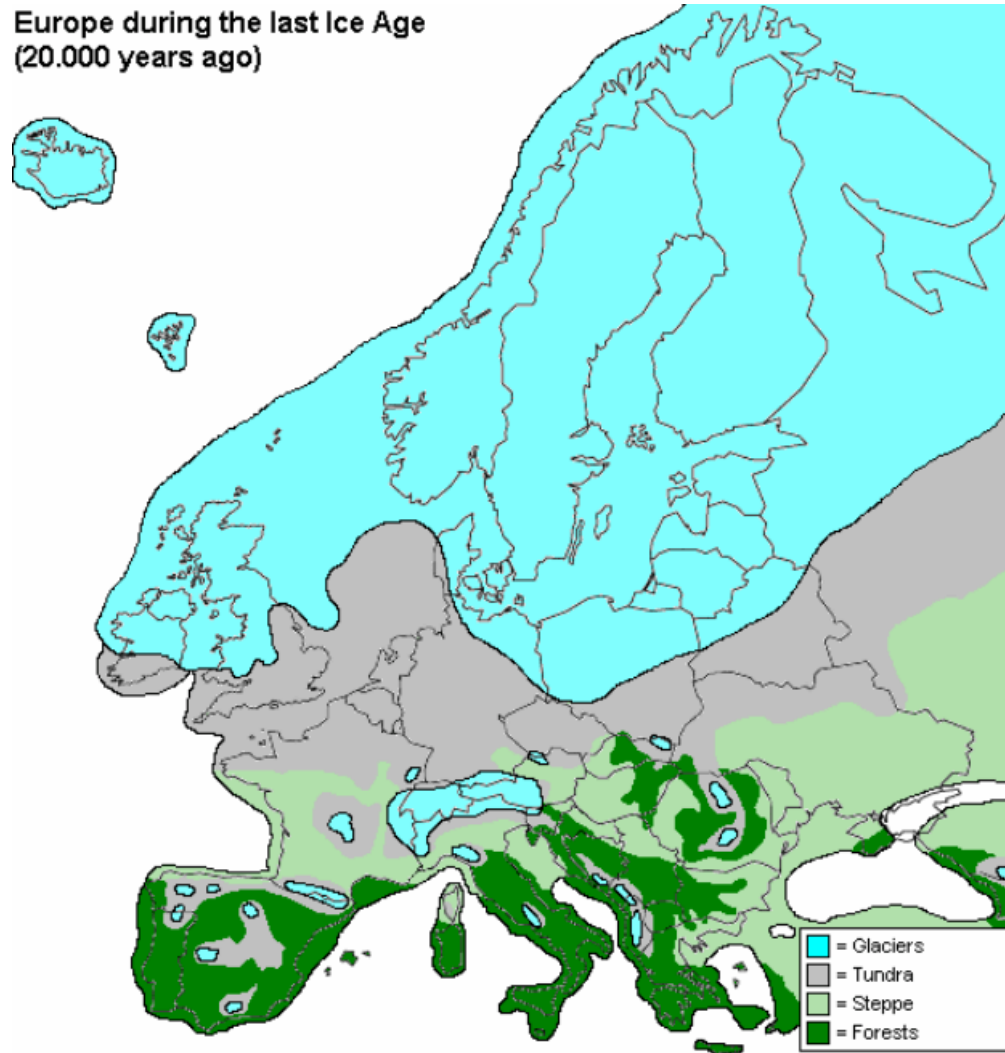 Europe during the last Ice Age
(20.000 years ago)
= Glaciers
= Tundra
= Steppe
= Forests